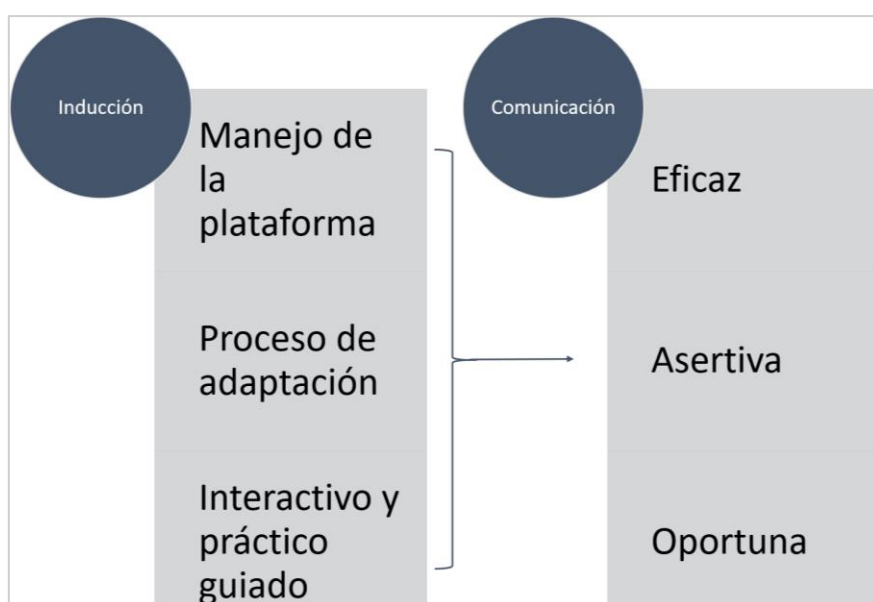 Inducción
Manejo de
la
plataforma
Proceso de
adaptación
Interactivo y
práctico
guiado
Comunicación
Eficaz
Asertiva
Oportuna